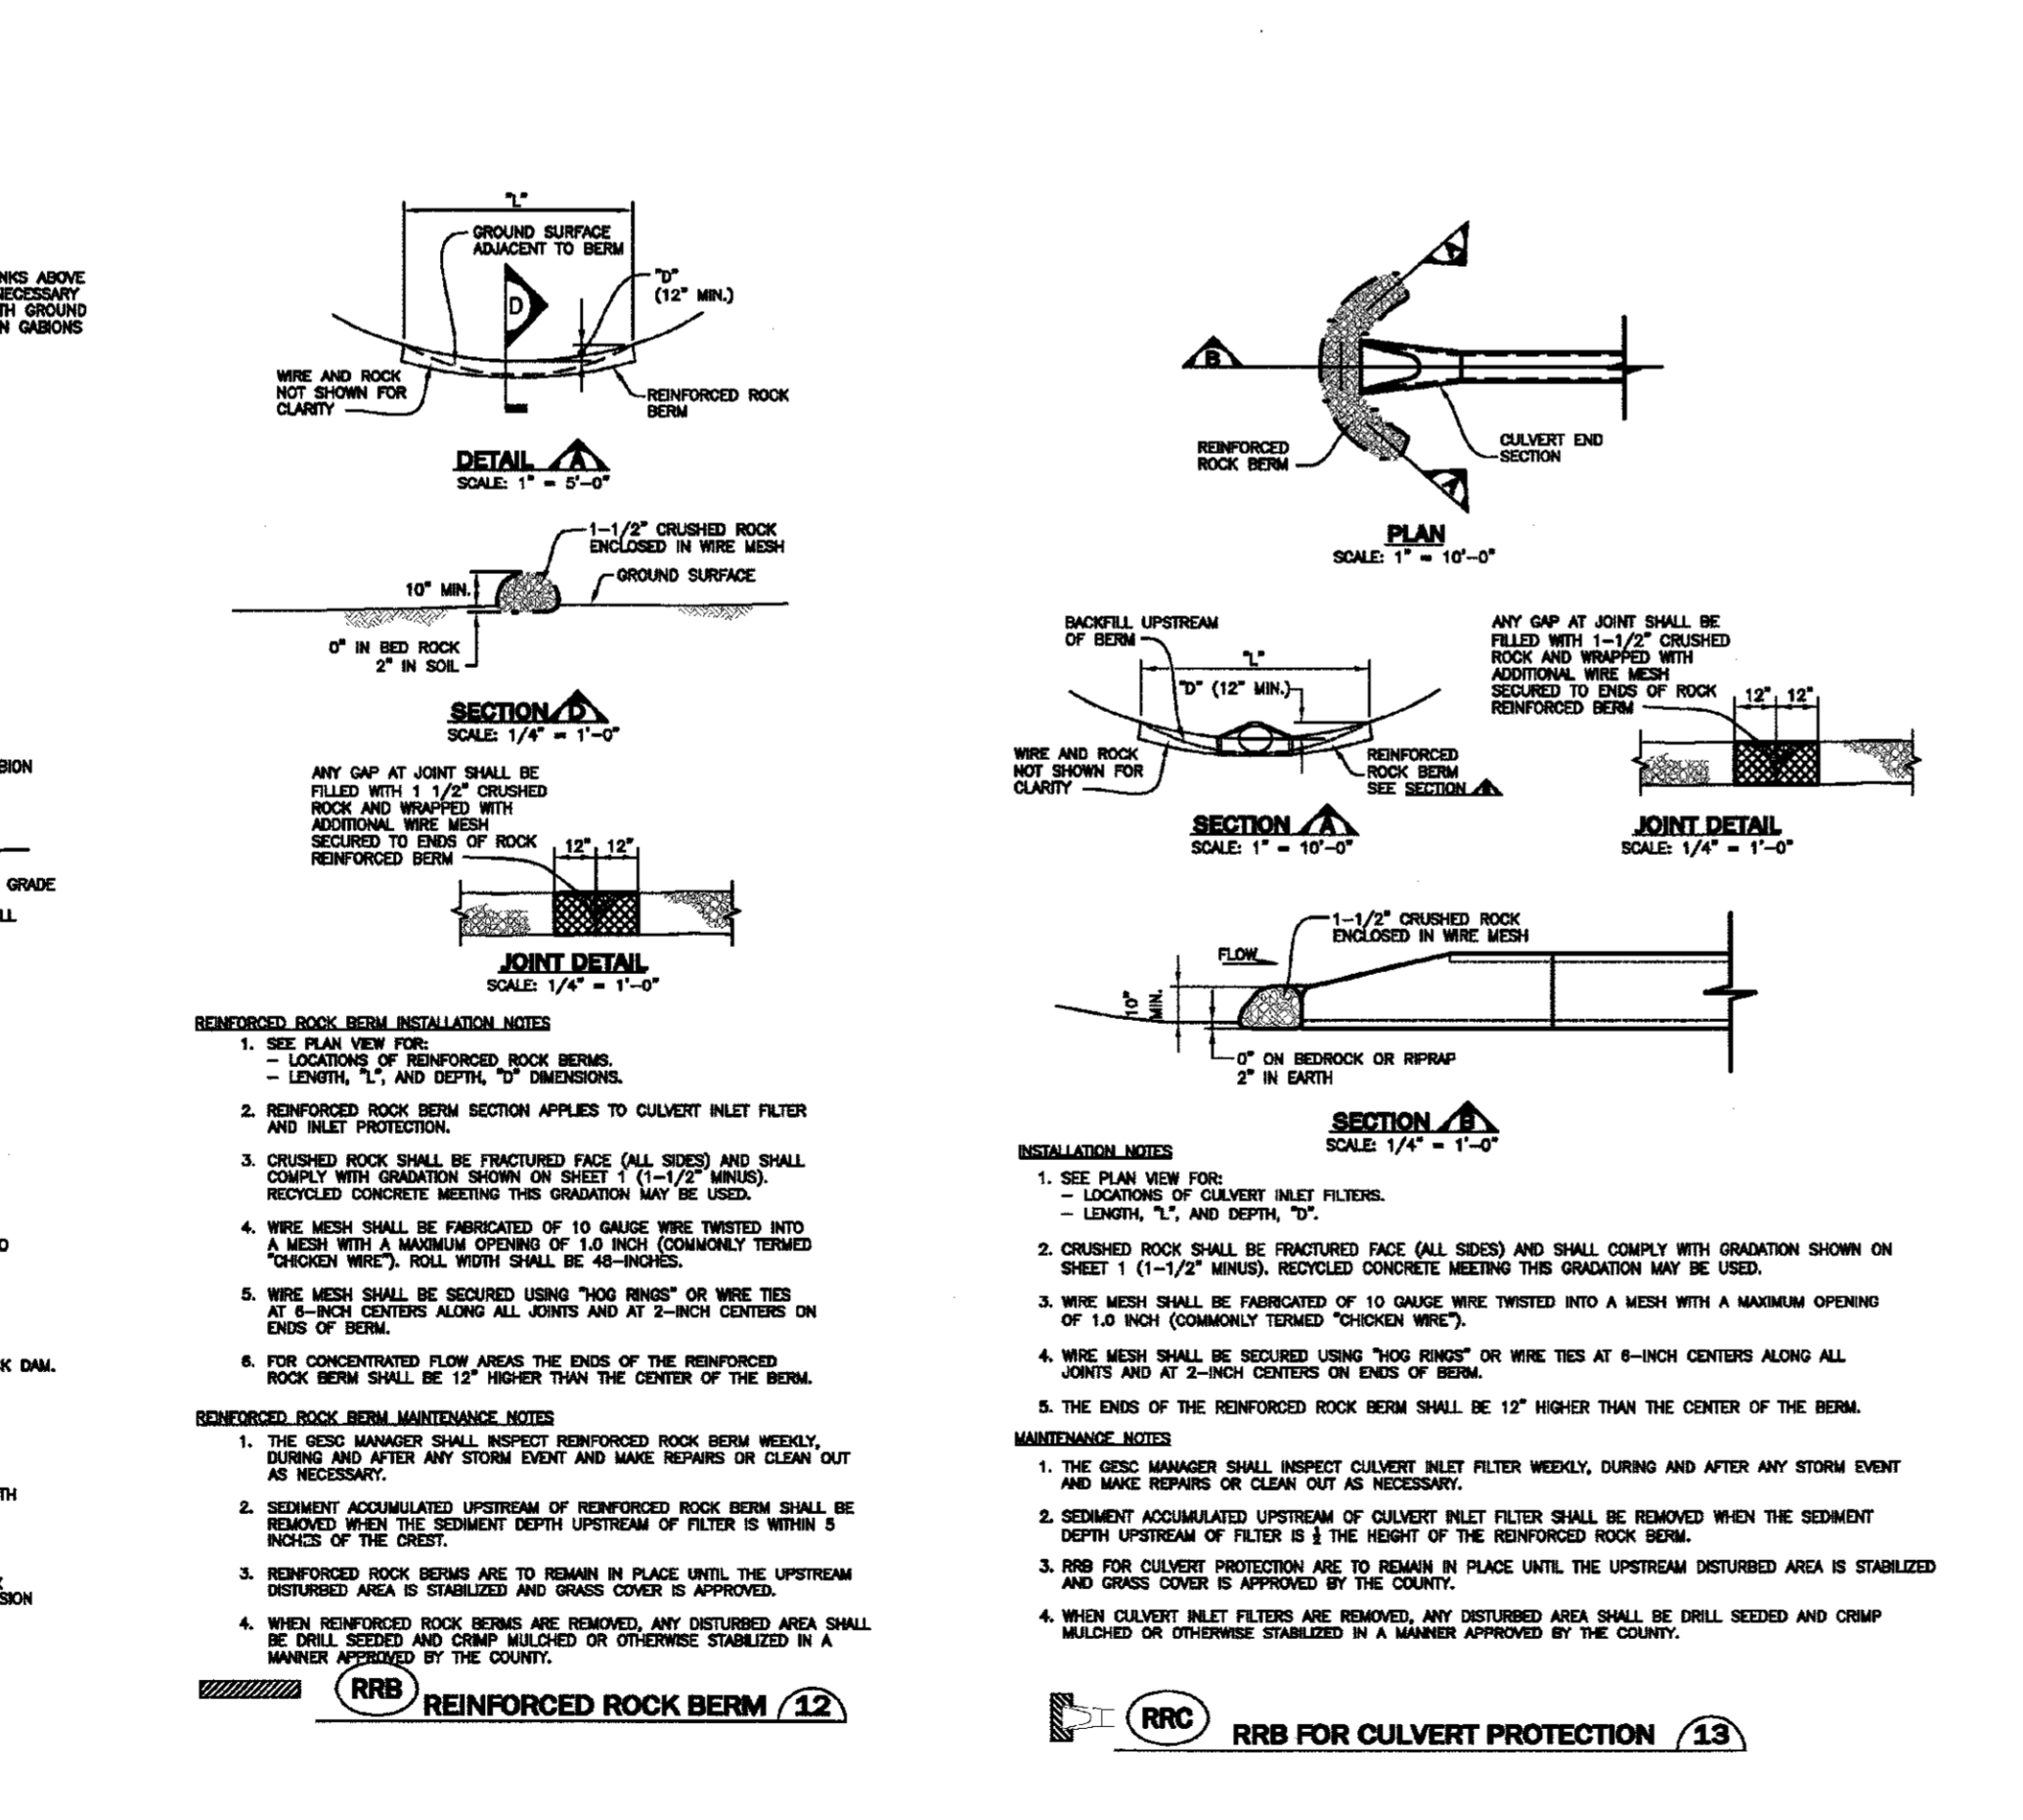 NKS ABOVE
NECESSARY
TH GROUND
N GABIONS
BION
GRADE
LL
K DAM.
TH
SION
"L"
GROUND SURFACE
ADJACENT TO BERM
"D"
(12" MIN.)
D
WIRE AND ROCK
NOT SHOWN FOR
CLARITY
REINFORCED ROCK
BERM
DETAIL A
SCALE: 1" = 5'-0"
1-1/2" CRUSHED ROCK
ENCLOSED IN WIRE MESH
10" MIN.
GROUND SURFACE
0" IN BED ROCK
2" IN SOIL
SECTION D
SCALE: 1/4" = 1'-0"
ANY GAP AT JOINT SHALL BE
FILLED WITH 1 1/2" CRUSHED
ROCK AND WRAPPED WITH
ADDITIONAL WIRE MESH
SECURED TO ENDS OF ROCK
REINFORCED BERM
12" 12"
JOINT DETAIL
SCALE: 1/4" = 1'-0"
REINFORCED ROCK BERM INSTALLATION NOTES
1. SEE PLAN VIEW FOR:
- LOCATIONS OF REINFORCED ROCK BERMS.
- LENGTH, "L", AND DEPTH, "D" DIMENSIONS.
2. REINFORCED ROCK BERM SECTION APPLIES TO CULVERT INLET FILTER
AND INLET PROTECTION.
3. CRUSHED ROCK SHALL BE FRACTURED FACE (ALL SIDES) AND SHALL
COMPLY WITH GRADATION SHOWN ON SHEET 1 (1-1/2" MINUS).
RECYCLED CONCRETE MEETING THIS GRADATION MAY BE USED.
4. WIRE MESH SHALL BE FABRICATED OF 10 GAUGE WIRE TWISTED INTO
A MESH WITH A MAXIMUM OPENING OF 1.0 INCH (COMMONLY TERMED
"CHICKEN WIRE"). ROLL WIDTH SHALL BE 48-INCHES.
5. WIRE MESH SHALL BE SECURED USING "HOG RINGS" OR WIRE TIES
AT 6-INCH CENTERS ALONG ALL JOINTS AND AT 2-INCH CENTERS ON
ENDS OF BERM.
6. FOR CONCENTRATED FLOW AREAS THE ENDS OF THE REINFORCED
ROCK BERM SHALL BE 12" HIGHER THAN THE CENTER OF THE BERM.
REINFORCED ROCK BERM MAINTENANCE NOTES
1. THE GESC MANAGER SHALL INSPECT REINFORCED ROCK BERM WEEKLY,
DURING AND AFTER ANY STORM EVENT AND MAKE REPAIRS OR CLEAN OUT
AS NECESSARY.
2. SEDIMENT ACCUMULATED UPSTREAM OF REINFORCED ROCK BERM SHALL BE
REMOVED WHEN THE SEDIMENT DEPTH UPSTREAM OF FILTER IS WITHIN 5
INCHES OF THE CREST.
3. REINFORCED ROCK BERMS ARE TO REMAIN IN PLACE UNTIL THE UPSTREAM
DISTURBED AREA IS STABILIZED AND GRASS COVER IS APPROVED.
4. WHEN REINFORCED ROCK BERMS ARE REMOVED, ANY DISTURBED AREA SHALL
BE DRILL SEEDED AND CRIMP MULCHED OR OTHERWISE STABILIZED IN A
MANNER APPROVED BY THE COUNTY.
RRB REINFORCED ROCK BERM 12
A
B
REINFORCED
ROCK BERM
CULVERT END
SECTION
A
PLAN
SCALE: 1" = 10'-0"
BACKFILL UPSTREAM
OF BERM
"L"
"D" (12" MIN.)
WIRE AND ROCK
NOT SHOWN FOR
CLARITY
REINFORCED
ROCK BERM
SEE SECTION A
SECTION A
SCALE: 1" = 10'-0"
ANY GAP AT JOINT SHALL BE
FILLED WITH 1-1/2" CRUSHED
ROCK AND WRAPPED WITH
ADDITIONAL WIRE MESH
SECURED TO ENDS OF ROCK
REINFORCED BERM
12" 12"
JOINT DETAIL
SCALE: 1/4" = 1'-0"
1-1/2" CRUSHED ROCK
ENCLOSED IN WIRE MESH
FLOW
10"
MIN.
0" ON BEDROCK OR RIPRAP
2" IN EARTH
SECTION B
SCALE: 1/4" = 1'-0"
INSTALLATION NOTES
1. SEE PLAN VIEW FOR:
- LOCATIONS OF CULVERT INLET FILTERS.
- LENGTH, "L", AND DEPTH, "D".
2. CRUSHED ROCK SHALL BE FRACTURED FACE (ALL SIDES) AND SHALL COMPLY WITH GRADATION SHOWN ON
SHEET 1 (1-1/2" MINUS). RECYCLED CONCRETE MEETING THIS GRADATION MAY BE USED.
3. WIRE MESH SHALL BE FABRICATED OF 10 GAUGE WIRE TWISTED INTO A MESH WITH A MAXIMUM OPENING
OF 1.0 INCH (COMMONLY TERMED "CHICKEN WIRE").
4. WIRE MESH SHALL BE SECURED USING "HOG RINGS" OR WIRE TIES AT 6-INCH CENTERS ALONG ALL
JOINTS AND AT 2-INCH CENTERS ON ENDS OF BERM.
5. THE ENDS OF THE REINFORCED ROCK BERM SHALL BE 12" HIGHER THAN THE CENTER OF THE BERM.
MAINTENANCE NOTES
1. THE GESC MANAGER SHALL INSPECT CULVERT INLET FILTER WEEKLY, DURING AND AFTER ANY STORM EVENT
AND MAKE REPAIRS OR CLEAN OUT AS NECESSARY.
2. SEDIMENT ACCUMULATED UPSTREAM OF CULVERT INLET FILTER SHALL BE REMOVED WHEN THE SEDIMENT
DEPTH UPSTREAM OF FILTER IS ½ THE HEIGHT OF THE REINFORCED ROCK BERM.
3. RRB FOR CULVERT PROTECTION ARE TO REMAIN IN PLACE UNTIL THE UPSTREAM DISTURBED AREA IS STABILIZED
AND GRASS COVER IS APPROVED BY THE COUNTY.
4. WHEN CULVERT INLET FILTERS ARE REMOVED, ANY DISTURBED AREA SHALL BE DRILL SEEDED AND CRIMP
MULCHED OR OTHERWISE STABILIZED IN A MANNER APPROVED BY THE COUNTY.
RRC RRB FOR CULVERT PROTECTION 13